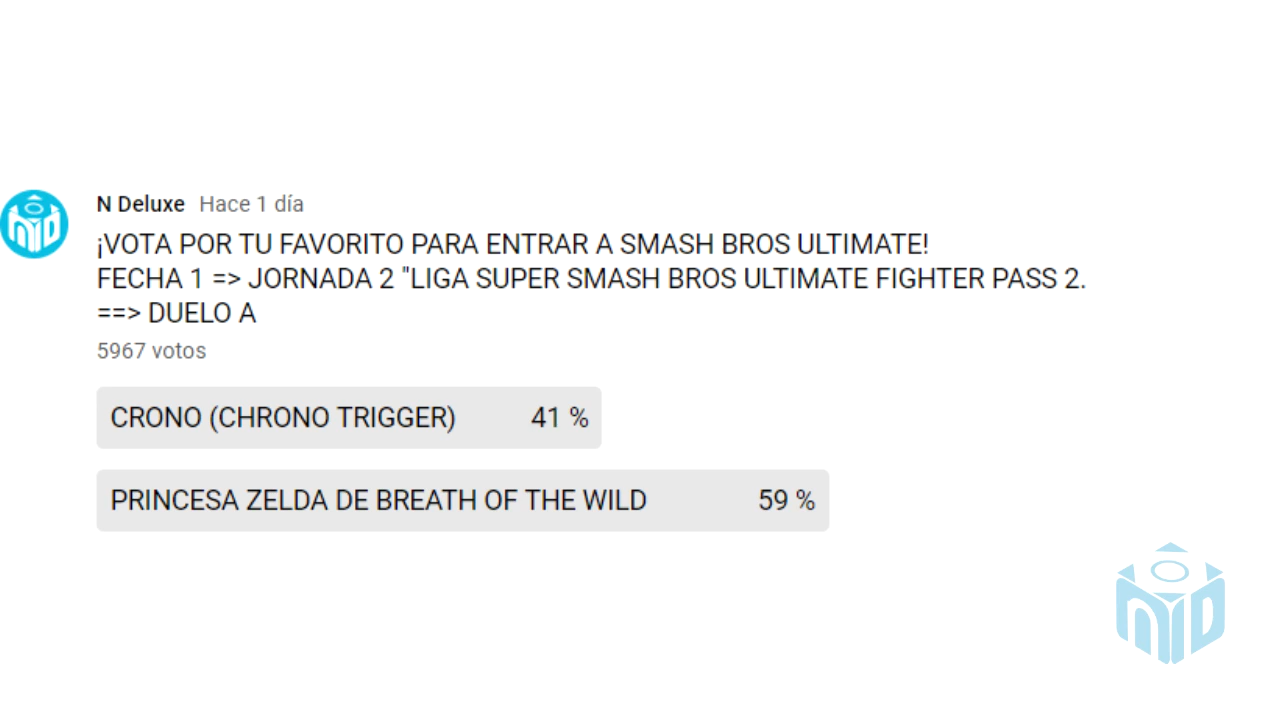 N Deluxe Hace 1 día
¡VOTA POR TU FAVORITO PARA ENTRAR A SMASH BROS ULTIMATE!
FECHA 1 => JORNADA 2 "LIGA SUPER SMASH BROS ULTIMATE FIGHTER PASS 2.
==> DUELO A
5967 votos
CRONO (CHRONO TRIGGER) 41 %
PRINCESA ZELDA DE BREATH OF THE WILD 59 %